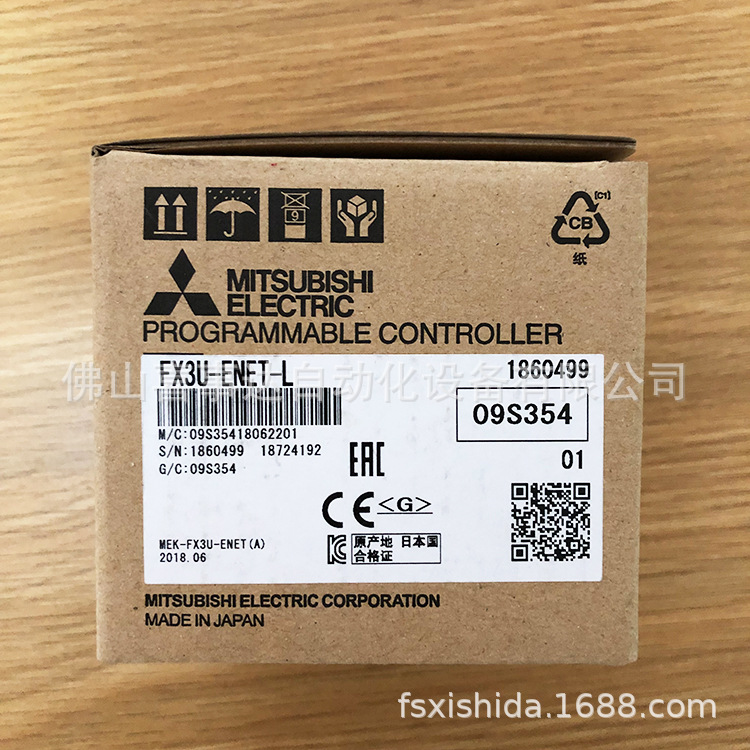 9
[C1]
CB
纸
MITSUBISHI
ELECTRIC
PROGRAMMABLE CONTROLLER
FX3U-ENET-L 1860499
09S354
M/C:09S35418062201
S/N:1860499 18724192
G/C:09S354
EAC
01
CE <G>
MEK-FX3U-ENET(A)
2018.06
原产地 日本国
合格证
MITSUBISHI ELECTRIC CORPORATION
MADE IN JAPAN
fsxishida.1688.com